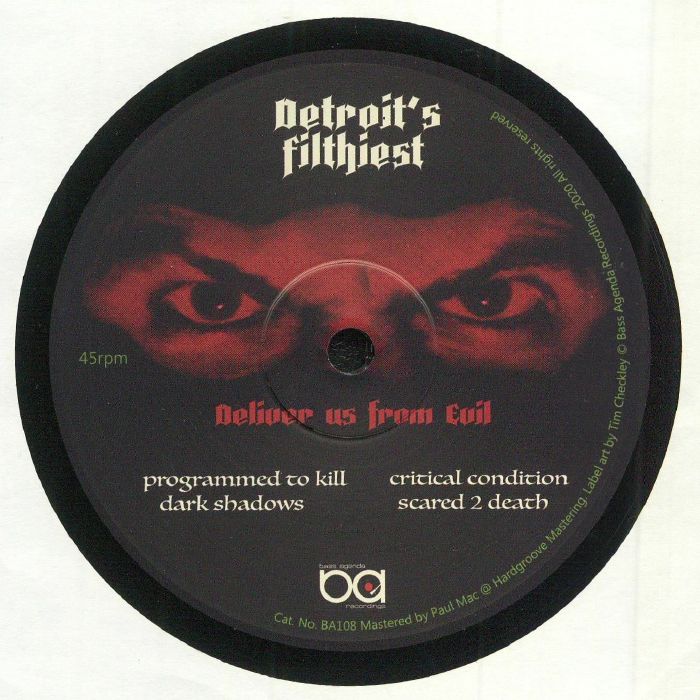 Detroit's
filthiest
45rpm
Deliver us from Evil
programmed to kill
dark shadows
critical condition
scared 2 death
bass agenda
ba
recordings
Cat. No. BA108 Mastered by Paul Mac @ Hardgroove Mastering. Label art by Tim Checkley © Bass Agenda Recordings 2020 All rights reserved